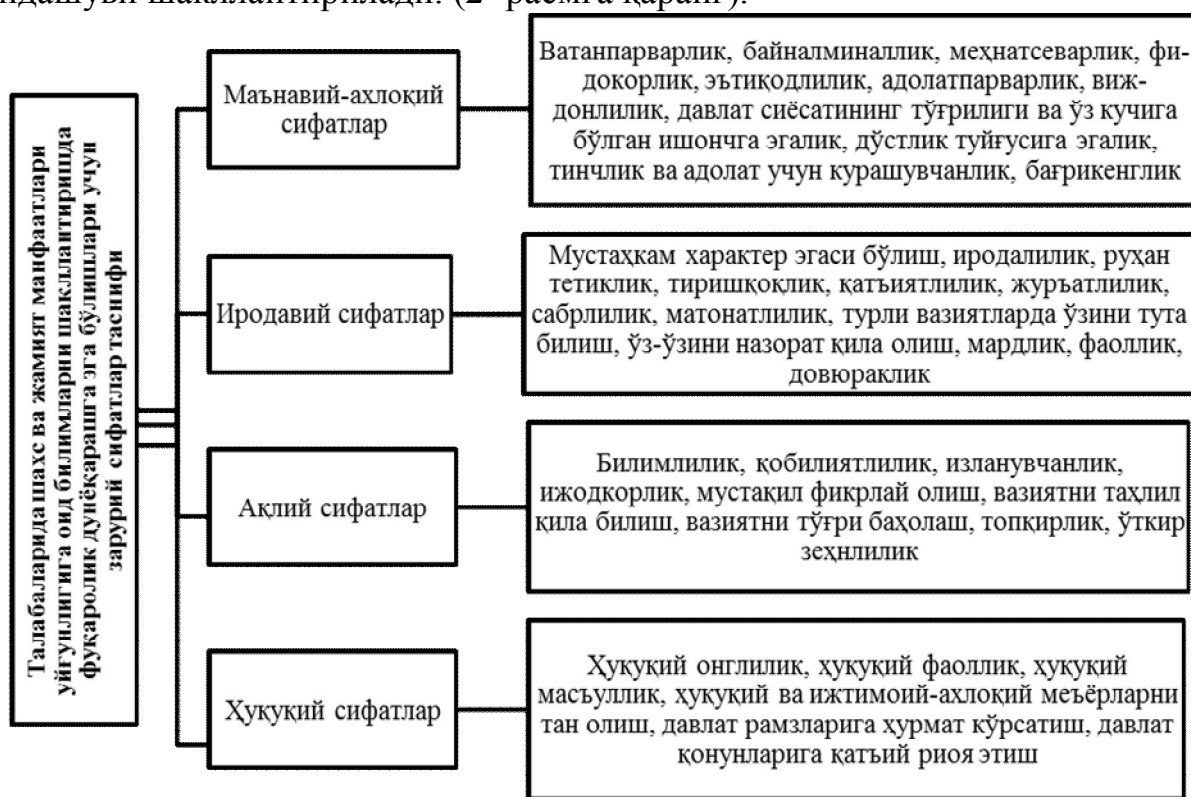 шакллантирилади. (2- расмга қаранг).
Талабаларида шахс ва жамият манфаатлари
уйғунлигига оид билимларни шакллантиришда
фуқаролик дунёқарашга эга бўлишлари учун
зарурий сифатлар таснифи
Маънавий-ахлоқий
сифатлар
Ватанпарварлик, байналминаллик, меҳнатсеварлик, фи-
докорлик, эътиқодлилик, адолатпарварлик, виж-
донлилик, давлат сиёсатининг тўғрилиги ва ўз кучига
бўлган ишончга эгалик, дўстлик туйғусига эгалик,
тинчлик ва адолат учун курашувчанлик, бағрикенглик
Иродавий сифатлар
Мустаҳкам характер эгаси бўлиш, иродалилик, руҳан
тетиклик, тиришқоқлик, қатъиятлилик, журъатлилик,
сабрлилик, матонатлилик, турли вазиятларда ўзини тута
билиш, ўз-ўзини назорат қила олиш, мардлик, фаоллик,
довюраклик
Ақлий сифатлар
Билимлилик, қобилиятлилик, изланувчанлик,
ижодкорлик, мустақил фикрлай олиш, вазиятни таҳлил
қила билиш, вазиятни тўғри баҳолаш, топқирлик, ўткир
зеҳнлилик
Ҳуқуқий сифатлар
Ҳуқуқий онглилик, ҳуқуқий фаоллик, ҳуқуқий
масъуллик, ҳуқуқий ва ижтимоий-ахлоқий меъёрларни
тан олиш, давлат рамзларига ҳурмат кўрсатиш, давлат
қонунларига қатъий риоя этиш